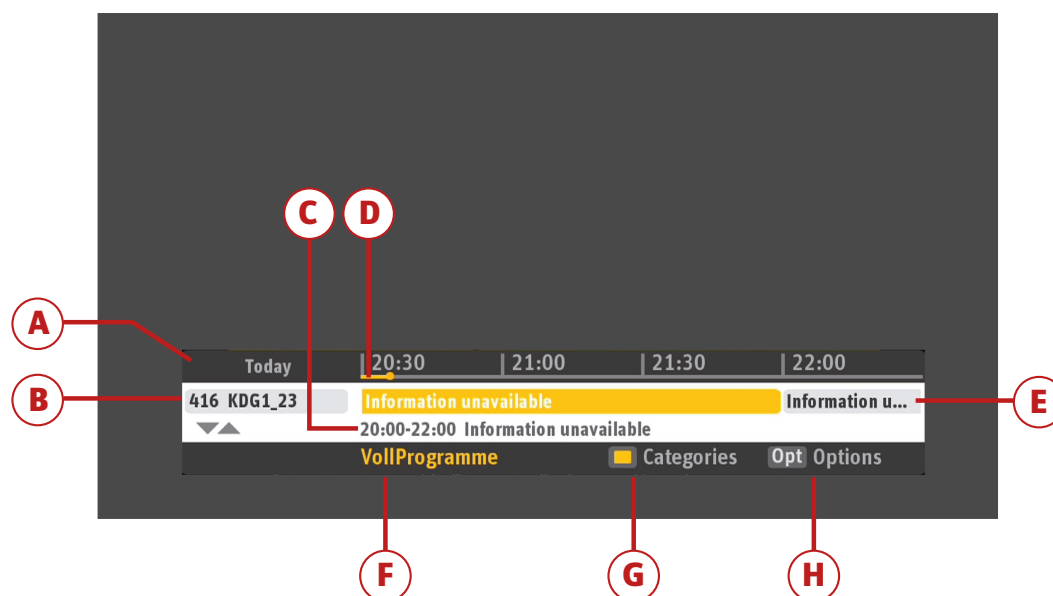 C D
A
Today 20:30 21:00 21:30 22:00
B 416 KDG1_23 Information unavailable Information u... E
20:00-22:00 Information unavailable
VollProgramme Categories Opt Options
F G H